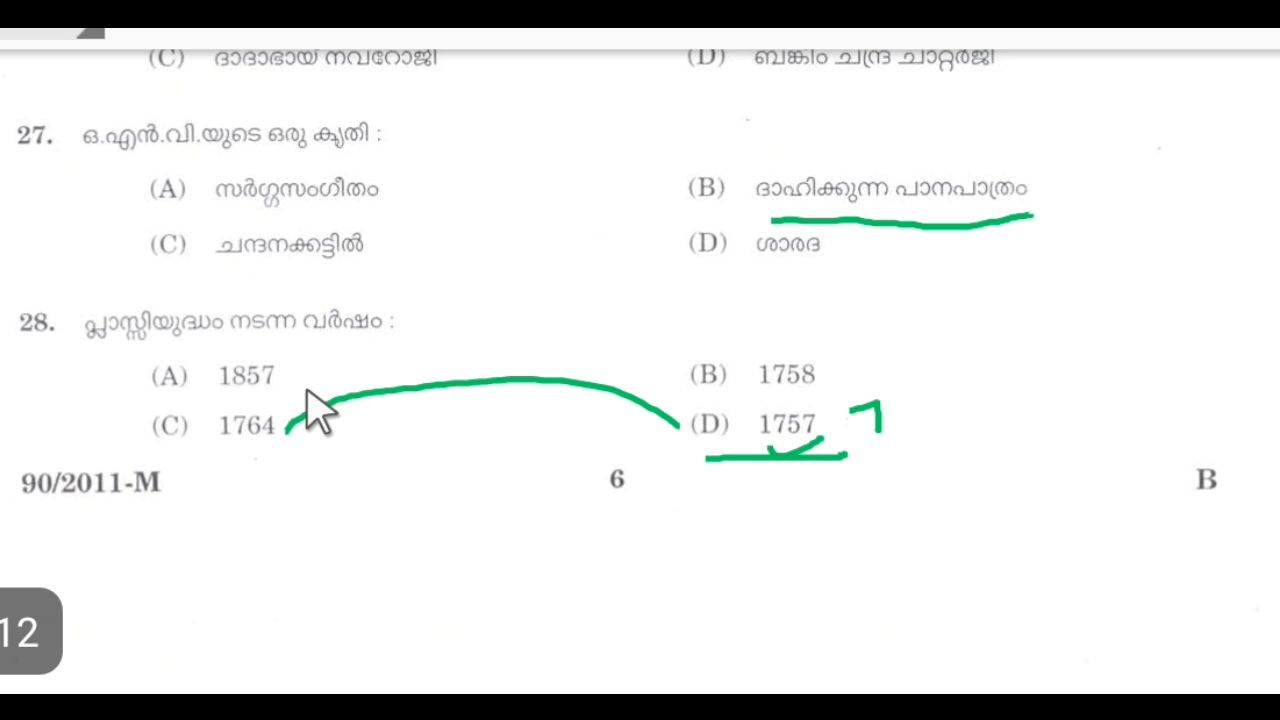 (C) ദാദാഭായ് നവറോജി (D) ബങ്കിം ചന്ദ്ര ചാറ്റർജി
27. ഒ.എൻ.വി.യുടെ ഒരു കൃതി :
(A) സർഗ്ഗസംഗീതം (B) ദാഹിക്കുന്ന പാനപാത്രം
(C) ചന്ദനക്കട്ടിൽ (D) ശാരദ
28. പ്ലാസ്സിയുദ്ധം നടന്ന വർഷം :
(A) 1857 (B) 1758
(C) 1764 (D) 1757
90/2011-M 6 B
12